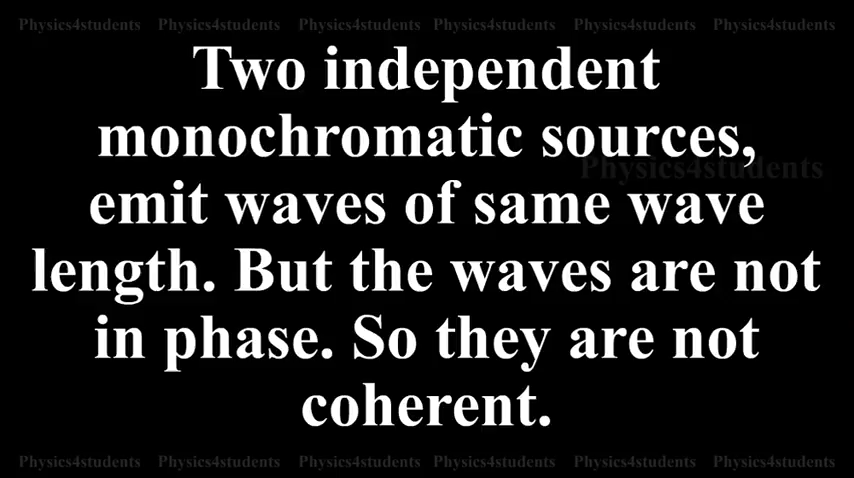 Physics4students Physics4students Physics4students Physics4students Physics4students Physics4students
Two independent
monochromatic sources,
Physics4students
emit waves of same wave
length. But the waves are not
in phase. So they are not
coherent.
Physics4students Physics4students Physics4students Physics4students Physics4students Physics4students